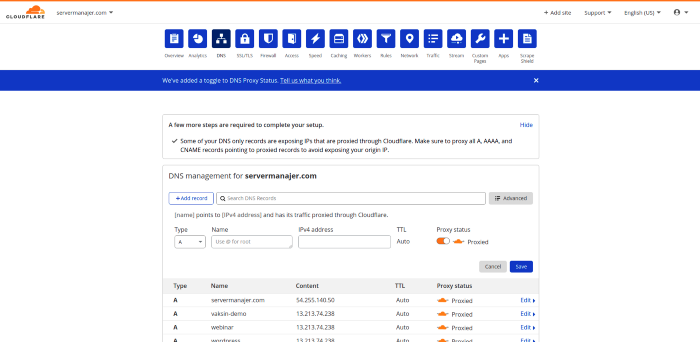 CLOUDFLARE
servermanajer.com
+ Add site
Support
English (US)
Overview
Analytics
DNS
SSL/TLS
Firewall
Access
Speed
Caching
Workers
Rules
Network
Traffic
Stream
Custom Pages
Apps
Scrape Shield
We've added a toggle to DNS Proxy Status. Tell us what you think.
A few more steps are required to complete your setup.
Hide
Some of your DNS only records are exposing IPs that are proxied through Cloudflare. Make sure to proxy all A, AAAA, and
CNAME records pointing to proxied records to avoid exposing your origin IP.
DNS management for servermanajer.com
+Add record
Search DNS Records
Advanced
[name] points to [IPv4 address] and has its traffic proxied through Cloudflare.
Type Name IPv4 address TTL Proxy status
A Use @ for root Auto Proxied
Cancel Save
Type Name Content TTL Proxy status
A servermanajer.com 54.255.140.50 Auto Proxied Edit
A vaksin-demo 13.213.74.238 Auto Proxied Edit
A webinar 13.213.74.238 Auto Proxied Edit
A wordpress 13.213.74.238 Auto Proxied Edit